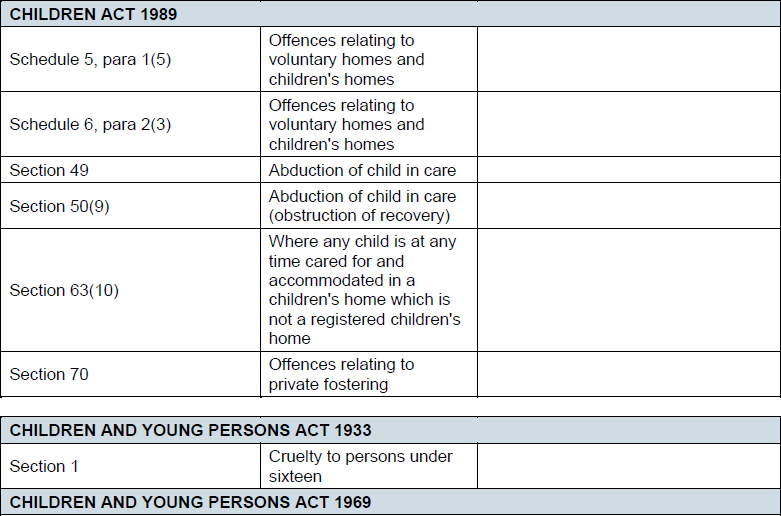 CHILDREN ACT 1989
Schedule 5, para 1(5)
Offences relating to
voluntary homes and
children's homes
Schedule 6, para 2(3)
Offences relating to
voluntary homes and
children's homes
Section 49
Abduction of child in care
Section 50(9)
Abduction of child in care
(obstruction of recovery)
Section 63(10)
Where any child is at any
time cared for and
accommodated in a
children's home which is
not a registered children's
home
Section 70
Offences relating to
private fostering
CHILDREN AND YOUNG PERSONS ACT 1933
Section 1
Cruelty to persons under
sixteen
CHILDREN AND YOUNG PERSONS ACT 1969